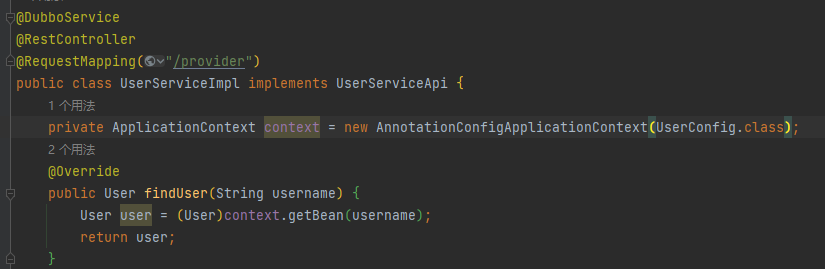 @DubboService
@RestController
@RequestMapping("/provider")
public class UserServiceImpl implements UserServiceApi {
1 个用法
private ApplicationContext context = new AnnotationConfigApplicationContext(UserConfig.class);
2 个用法
@Override
public User findUser(String username) {
User user = (User)context.getBean(username);
return user;
}